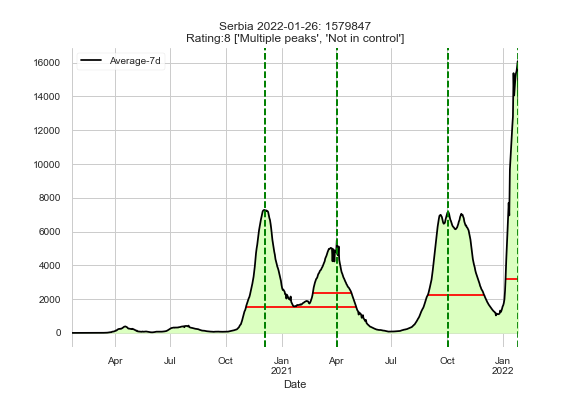 Serbia 2022-01-26: 1579847
Rating:8 ['Multiple peaks', 'Not in control']
Average-7d
16000
14000
12000
10000
8000
6000
4000
2000
0
Apr Jul Oct Jan Apr Jul Oct Jan
2021 2022
Date